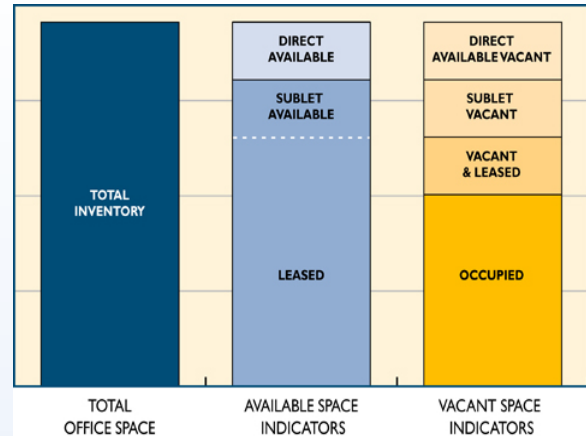 TOTAL
INVENTORY
DIRECT
AVAILABLE
SUBLET
AVAILABLE
LEASED
DIRECT
AVAILABLE VACANT
SUBLET
VACANT
VACANT
& LEASED
OCCUPIED
TOTAL
OFFICE SPACE
AVAILABLE SPACE
INDICATORS
VACANT SPACE
INDICATORS